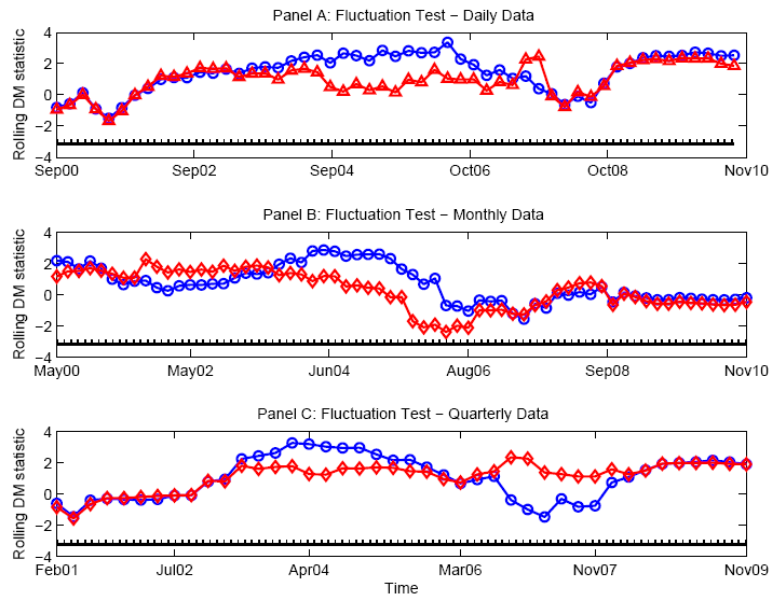 Panel A: Fluctuation Test – Daily Data
Rolling DM statistic
4
2
0
−2
−4
Sep00 Sep02 Sep04 Oct06 Oct08 Nov10
Panel B: Fluctuation Test – Monthly Data
Rolling DM statistic
4
2
0
−2
−4
May00 May02 Jun04 Aug06 Sep08 Nov10
Panel C: Fluctuation Test – Quarterly Data
Rolling DM statistic
4
2
0
−2
−4
Feb01 Jul02 Apr04 Mar06 Nov07 Nov09
Time